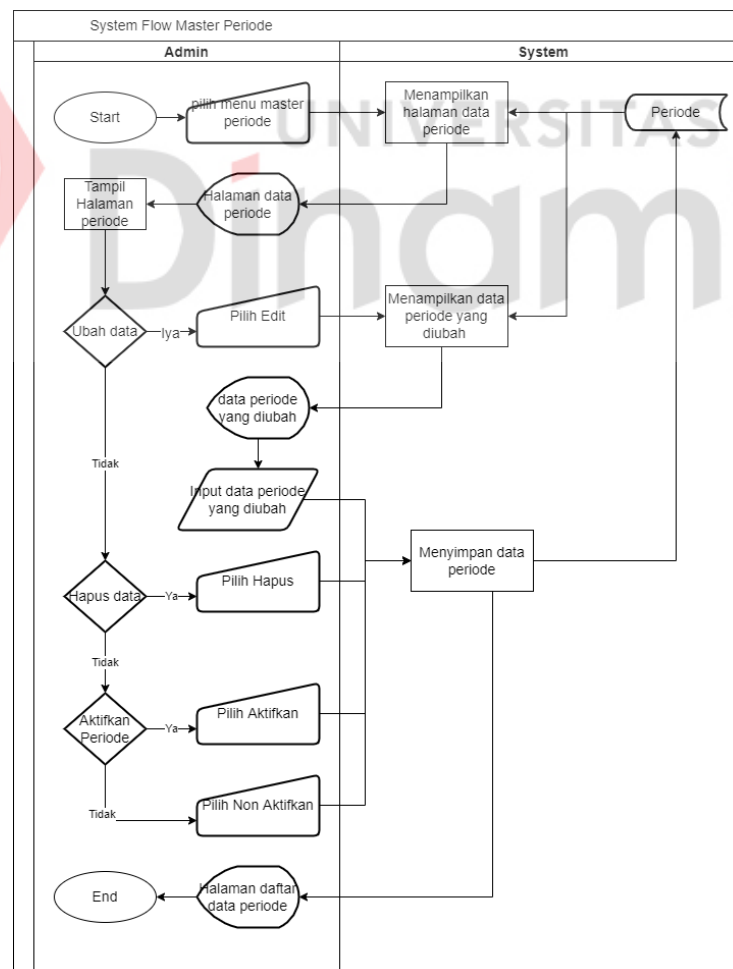 System Flow Master Periode
Admin
System
UNIVERSITAS
Dinam
Start
pilih menu master
periode
Menampilkan
halaman data
periode
Periode
Tampil
Halaman
periode
Halaman data
periode
Ubah data
Iya
Pilih Edit
Menampilkan data
periode yang
diubah
data periode
yang diubah
Tidak
Input data periode
yang diubah
Menyimpan data
periode
Hapus data
Ya
Pilih Hapus
Tidak
Aktifkan
Periode
Ya
Pilih Aktifkan
Tidak
Pilih Non Aktifkan
End
Halaman daftar
data periode